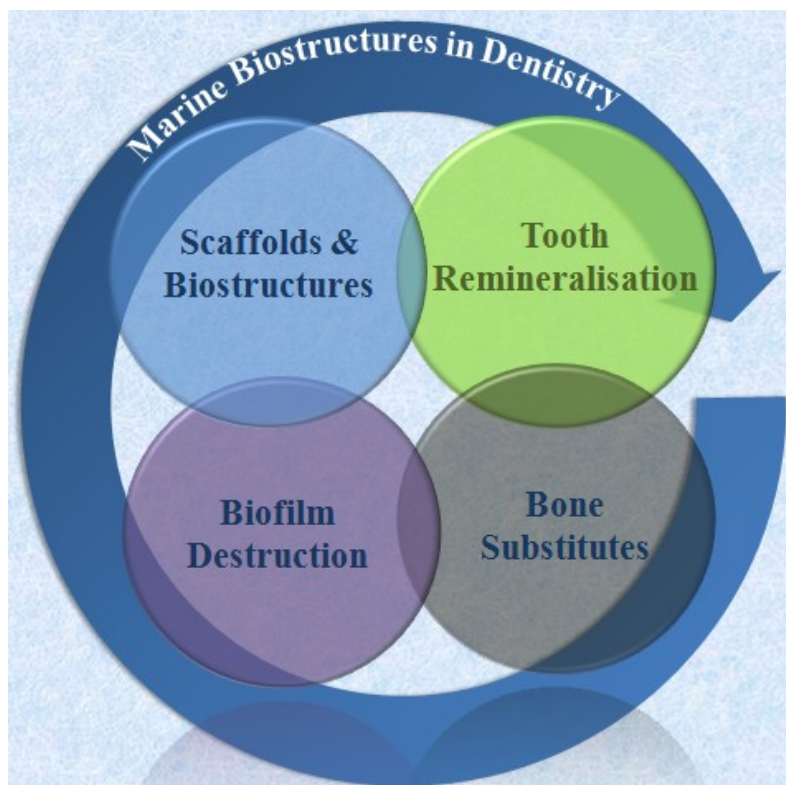 Marine Biostructures in Dentistry
Scaffolds &
Biostructures
Tooth
Remineralisation
Biofilm
Destruction
Bone
Substitutes